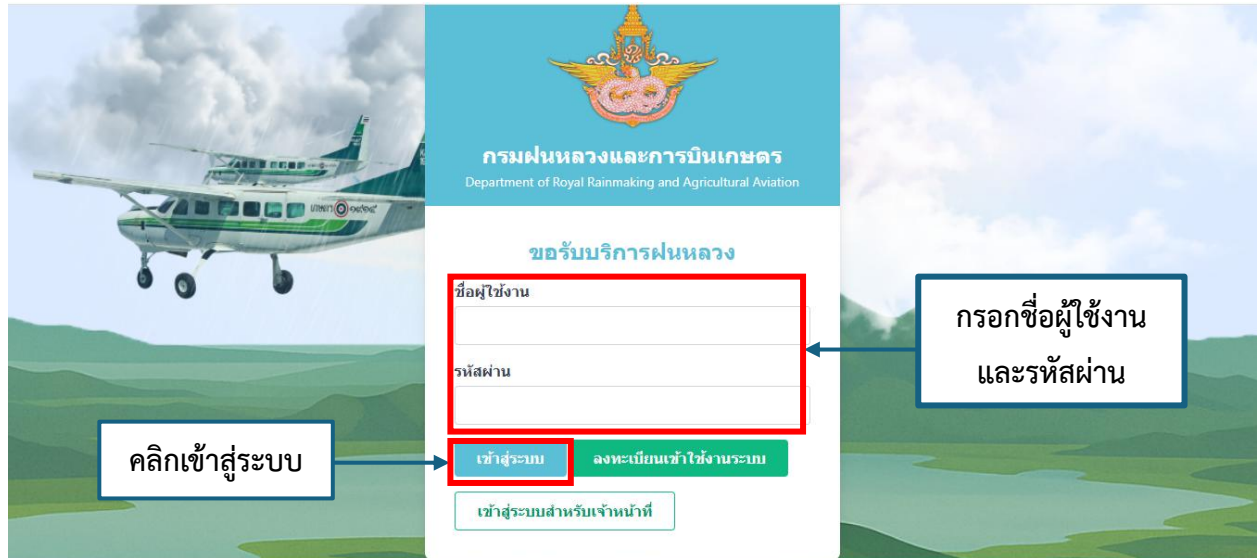 กรมฝนหลวงและการบินเกษตร
Department of Royal Rainmaking and Agricultural Aviation
ขอรับบริการฝนหลวง
ชื่อผู้ใช้งาน
รหัสผ่าน
กรอกชื่อผู้ใช้งาน
และรหัสผ่าน
คลิกเข้าสู่ระบบ
เข้าสู่ระบบ
ลงทะเบียนเข้าใช้งานระบบ
เข้าสู่ระบบสำหรับเจ้าหน้าที่